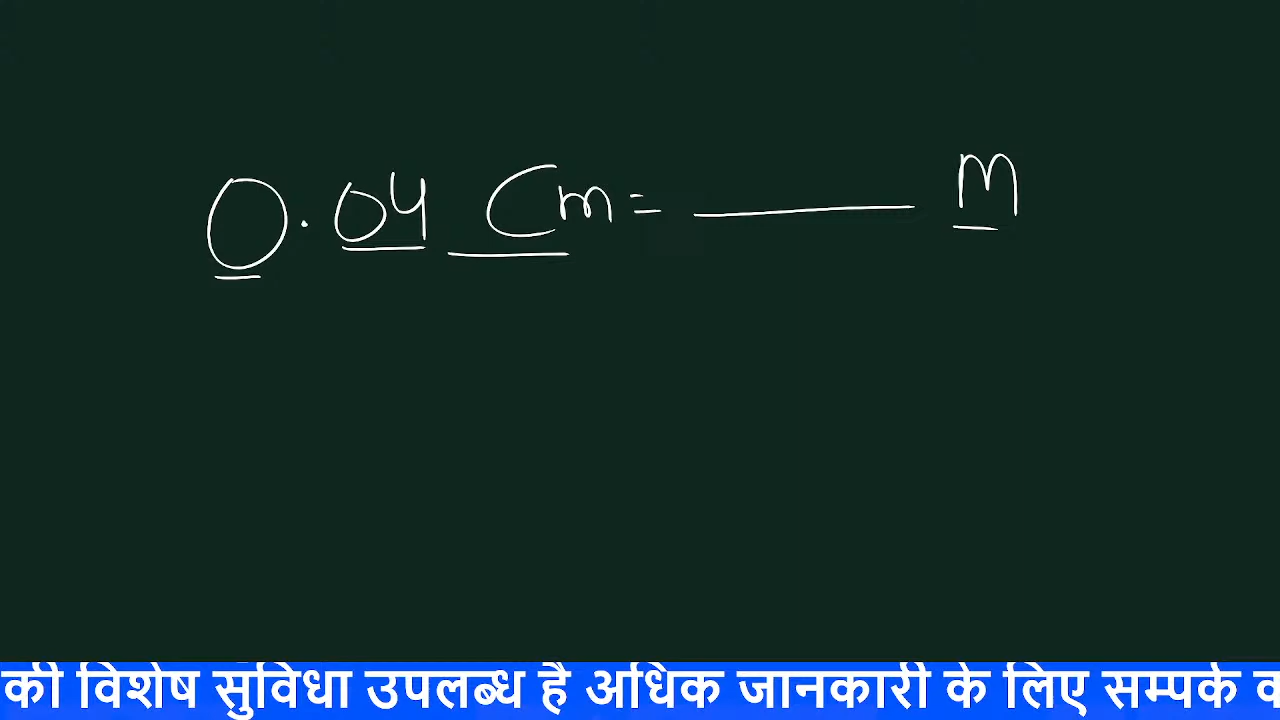 0.04 Cm = ______ M
की विशेष सुविधा उपलब्ध है अधिक जानकारी के लिए सम्पर्क